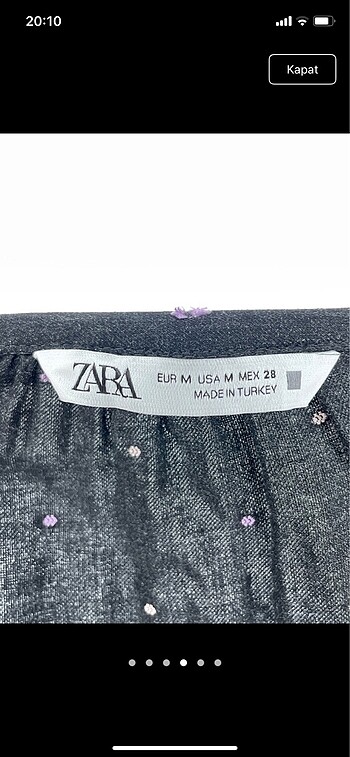 20:10
Kapat
ZARA
EUR M USA M MEX 28
MADE IN TURKEY